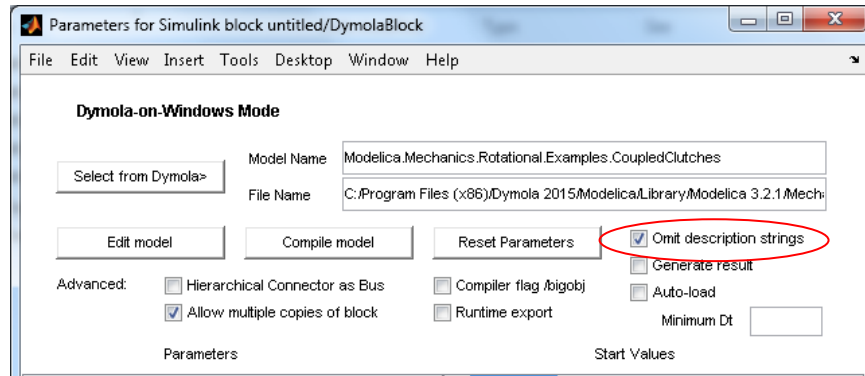 Parameters for Simulink block untitled/DymolaBlock
File Edit View Insert Tools Desktop Window Help
Dymola-on-Windows Mode
Select from Dymola>
Model Name Modelica.Mechanics.Rotational.Examples.CoupledClutches
File Name C:/Program Files (x86)/Dymola 2015/Modelica/Library/Modelica 3.2.1/Mecha
Edit model Compile model Reset Parameters Omit description strings
Generate result
Advanced: Hierarchical Connector as Bus Compiler flag /bigobj Auto-load
Allow multiple copies of block Runtime export Minimum Dt
Parameters Start Values